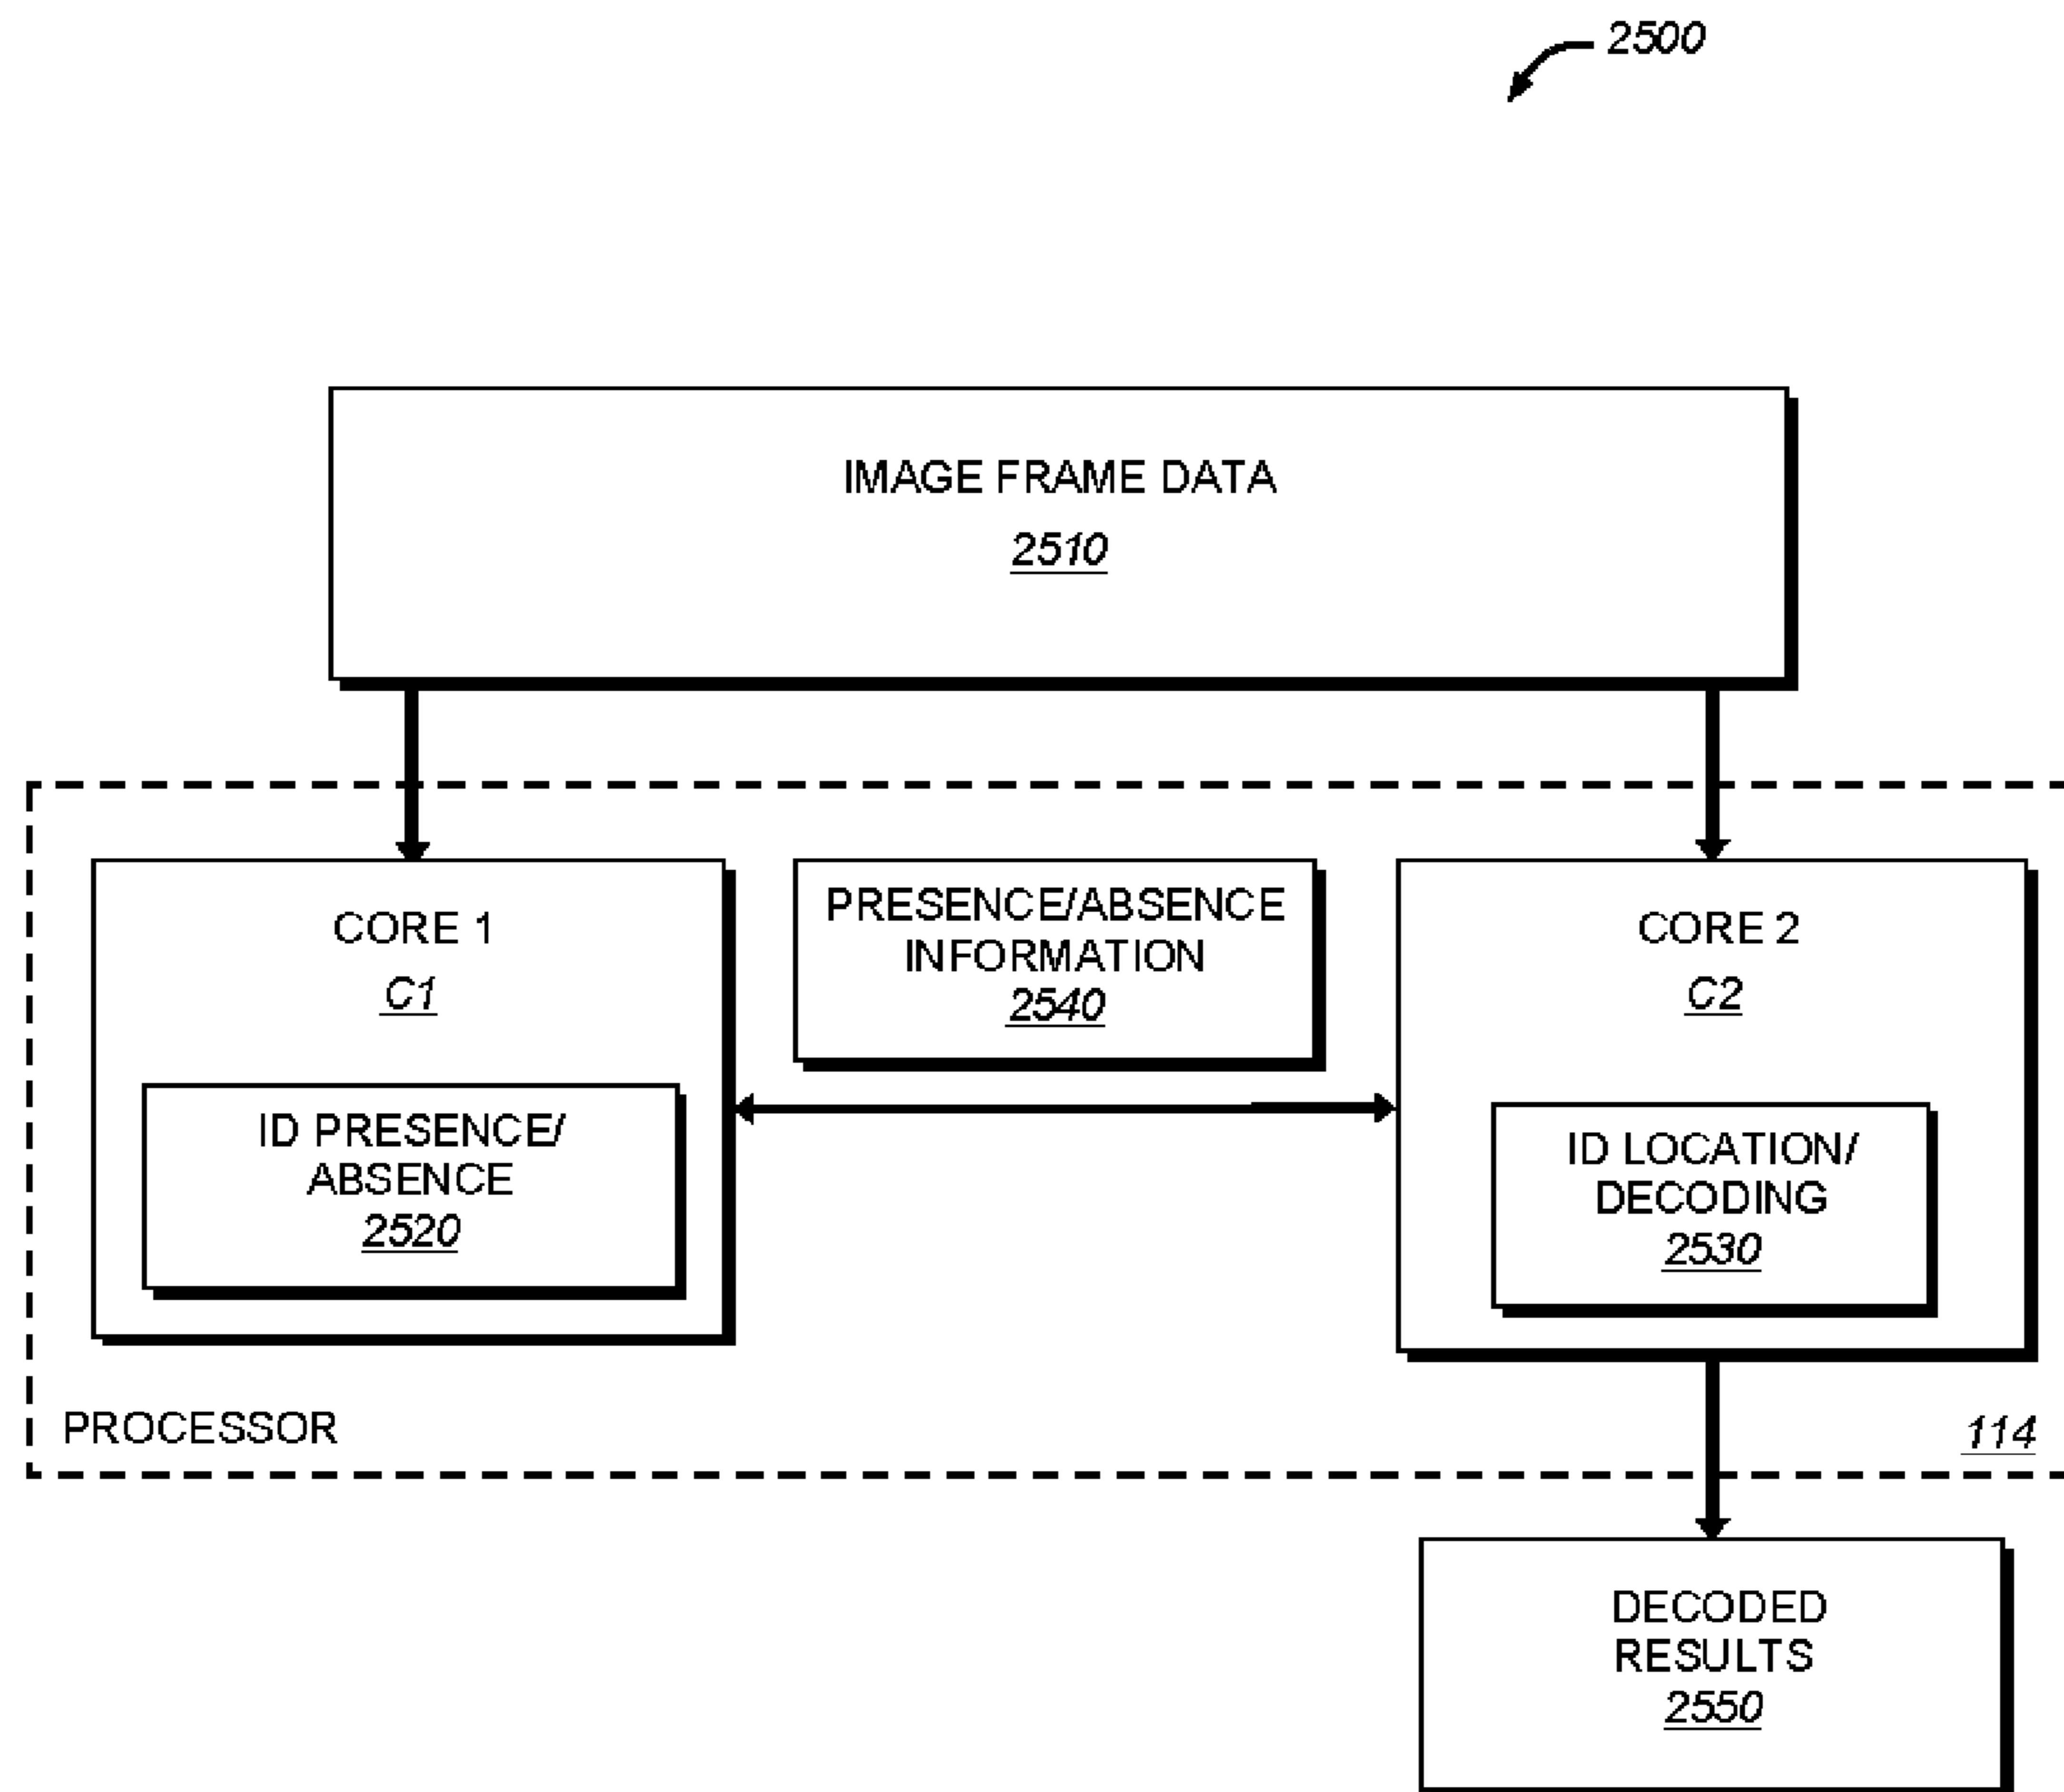 2500
IMAGE FRAME DATA
2510
CORE 1
C1
PRESENCE/ABSENCE
INFORMATION
2540
CORE 2
C2
ID PRESENCE/
ABSENCE
2520
ID LOCATION/
DECODING
2530
PROCESSOR
114
DECODED
RESULTS
2550